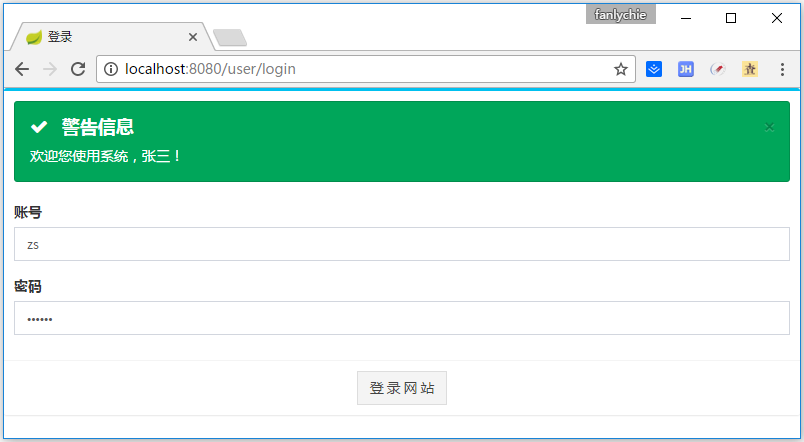 fanlychie
登录
localhost:8080/user/login
JH
查
警告信息
×
欢迎您使用系统，张三！
账号
zs
密码
••••••
登录网站